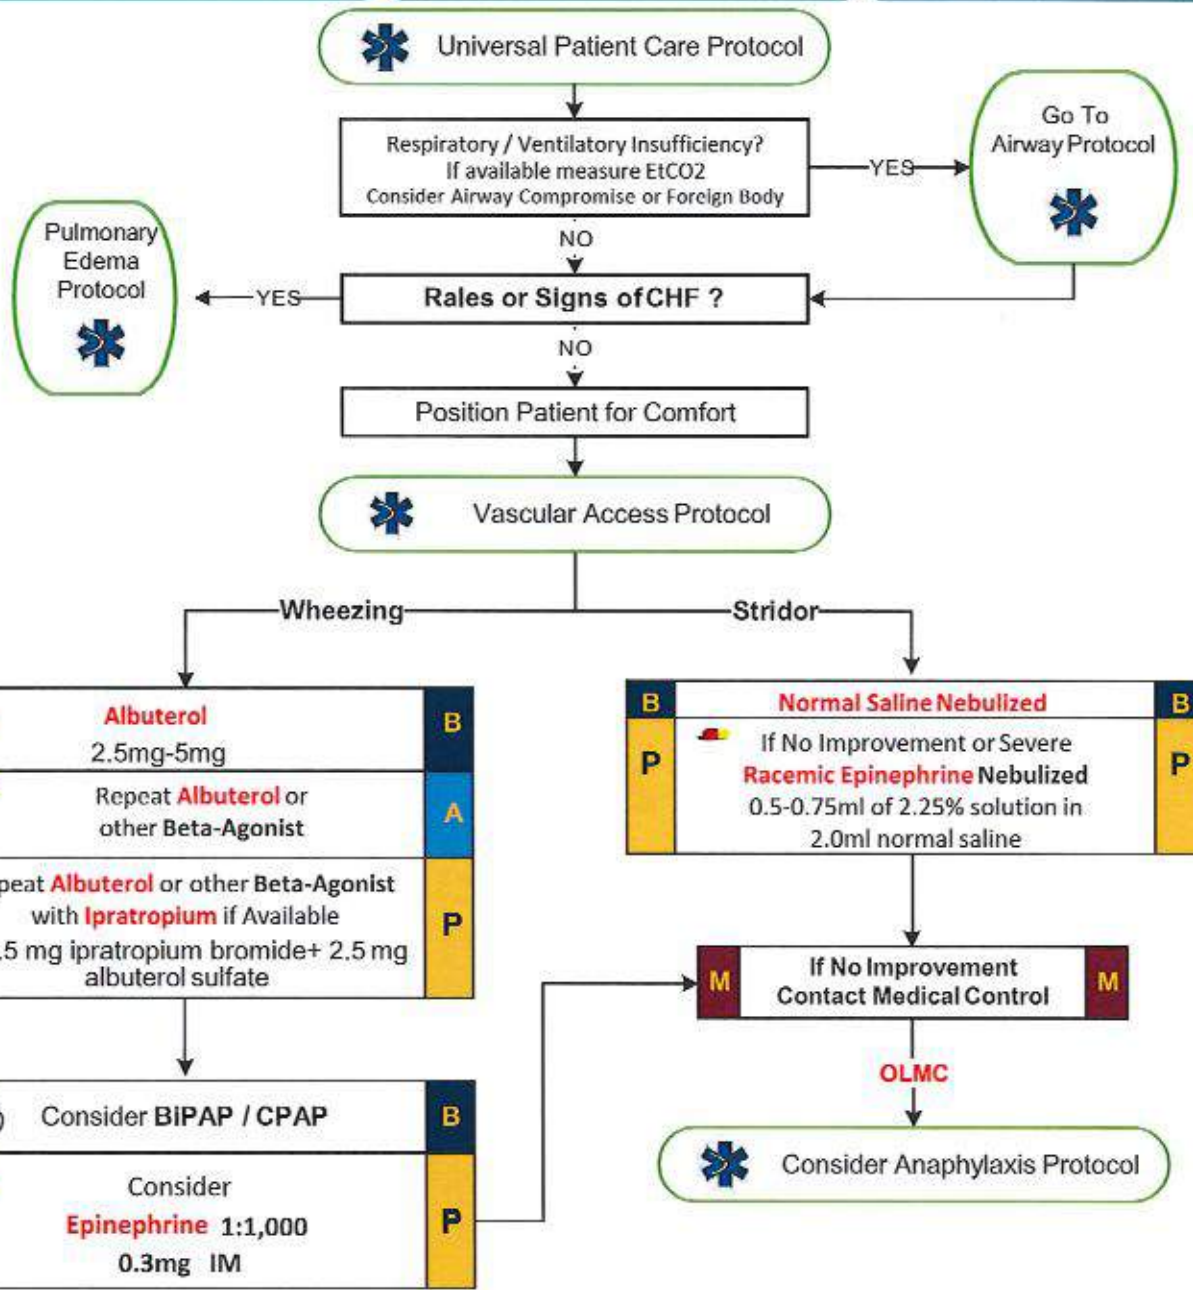 Universal Patient Care Protocol
Respiratory / Ventilatory Insufficiency?
If available measure EtCO2
Consider Airway Compromise or Foreign Body
YES
Go To
Airway Protocol
NO
Pulmonary
Edema
Protocol
YES
Rales or Signs of CHF ?
NO
Position Patient for Comfort
Vascular Access Protocol
Wheezing
Stridor
Albuterol
2.5mg-5mg
B
Repeat Albuterol or
other Beta-Agonist
A
peat Albuterol or other Beta-Agonist
with Ipratropium if Available
.5 mg ipratropium bromide+ 2.5 mg
albuterol sulfate
P
B
Normal Saline Nebulized
B
P
If No Improvement or Severe
Racemic Epinephrine Nebulized
0.5-0.75ml of 2.25% solution in
2.0ml normal saline
P
M
If No Improvement
Contact Medical Control
M
OLMC
Consider Anaphylaxis Protocol
Consider BiPAP / CPAP
B
Consider
Epinephrine 1:1,000
0.3mg IM
P